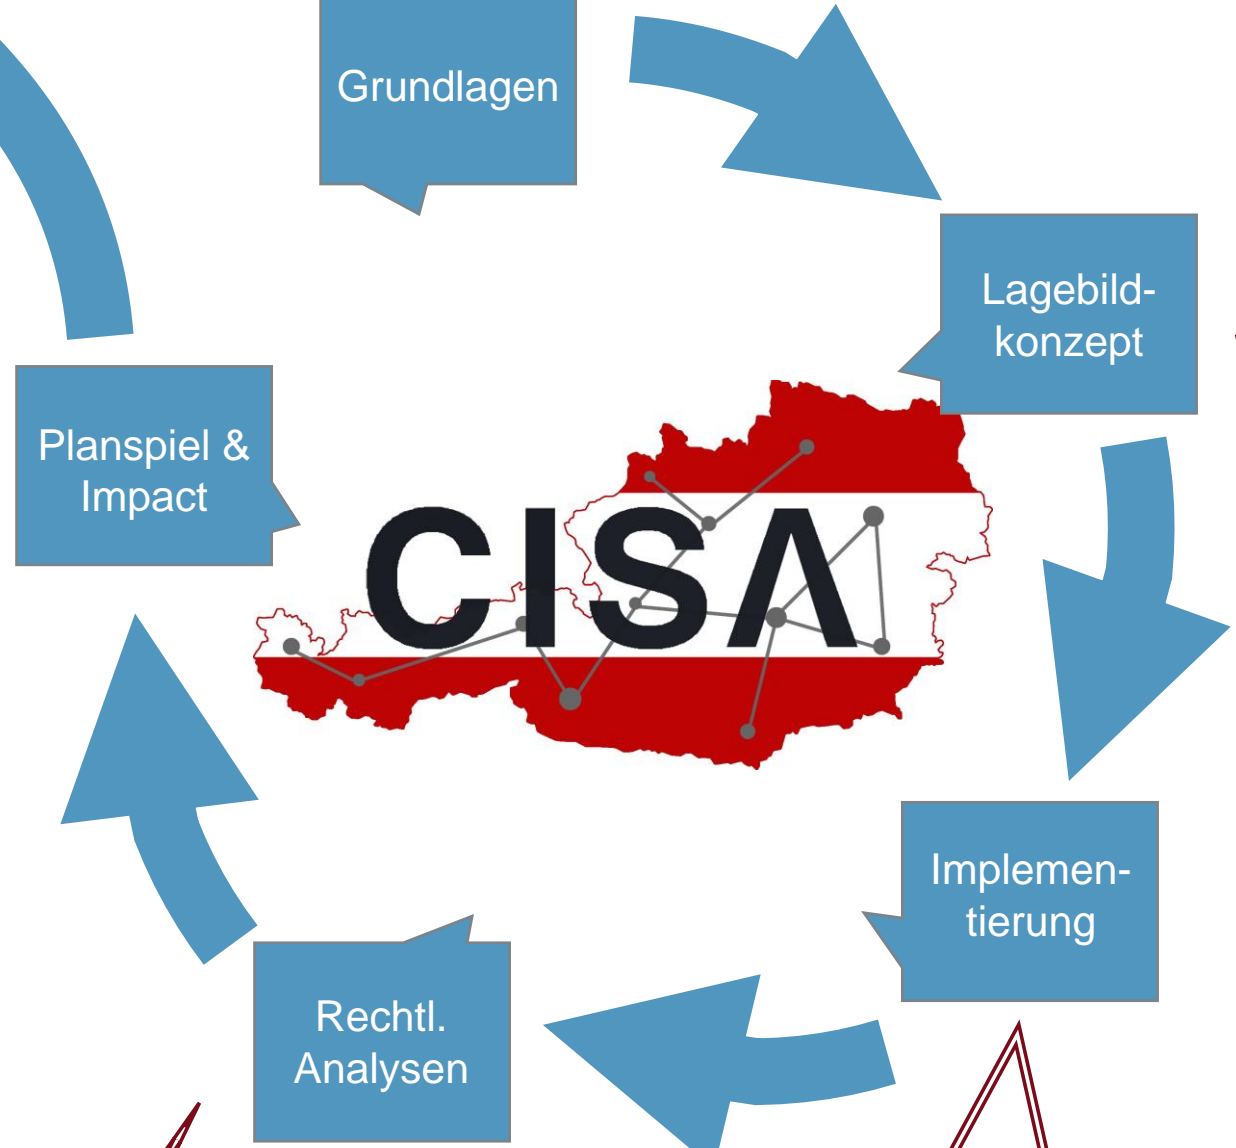 Grundlagen
Lagebild-
konzept
Planspiel &
Impact
CISA
Implemen-
tierung
Rechtl.
Analysen